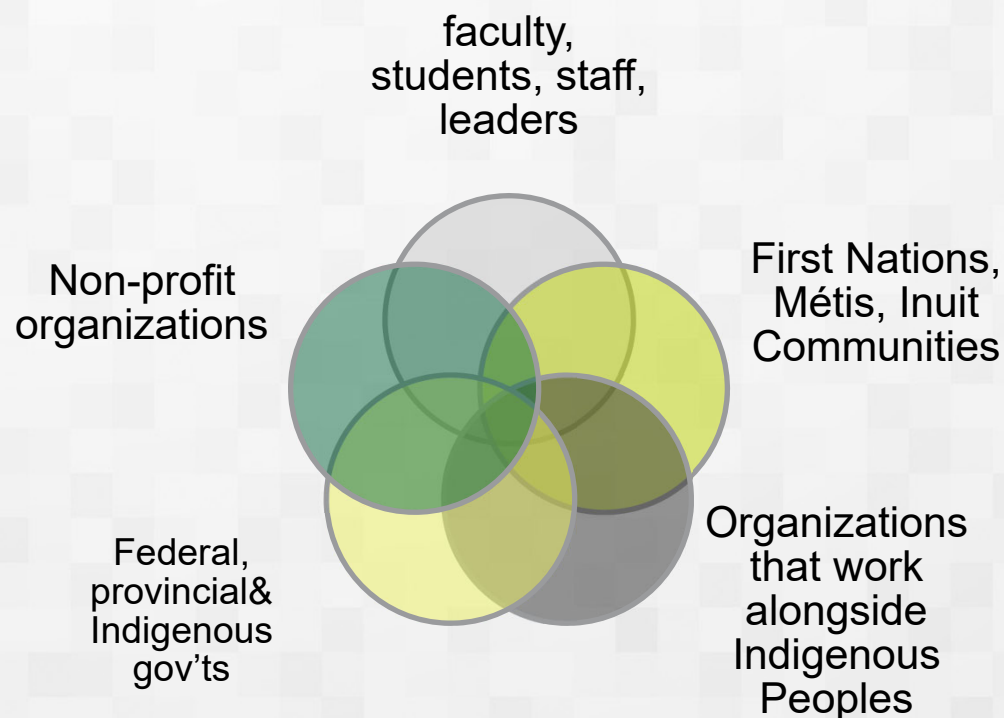 faculty,
students, staff,
leaders
First Nations,
Métis, Inuit
Communities
Organizations
that work
alongside
Indigenous
Peoples
Federal,
provincial&
Indigenous
gov’ts
Non-profit
organizations